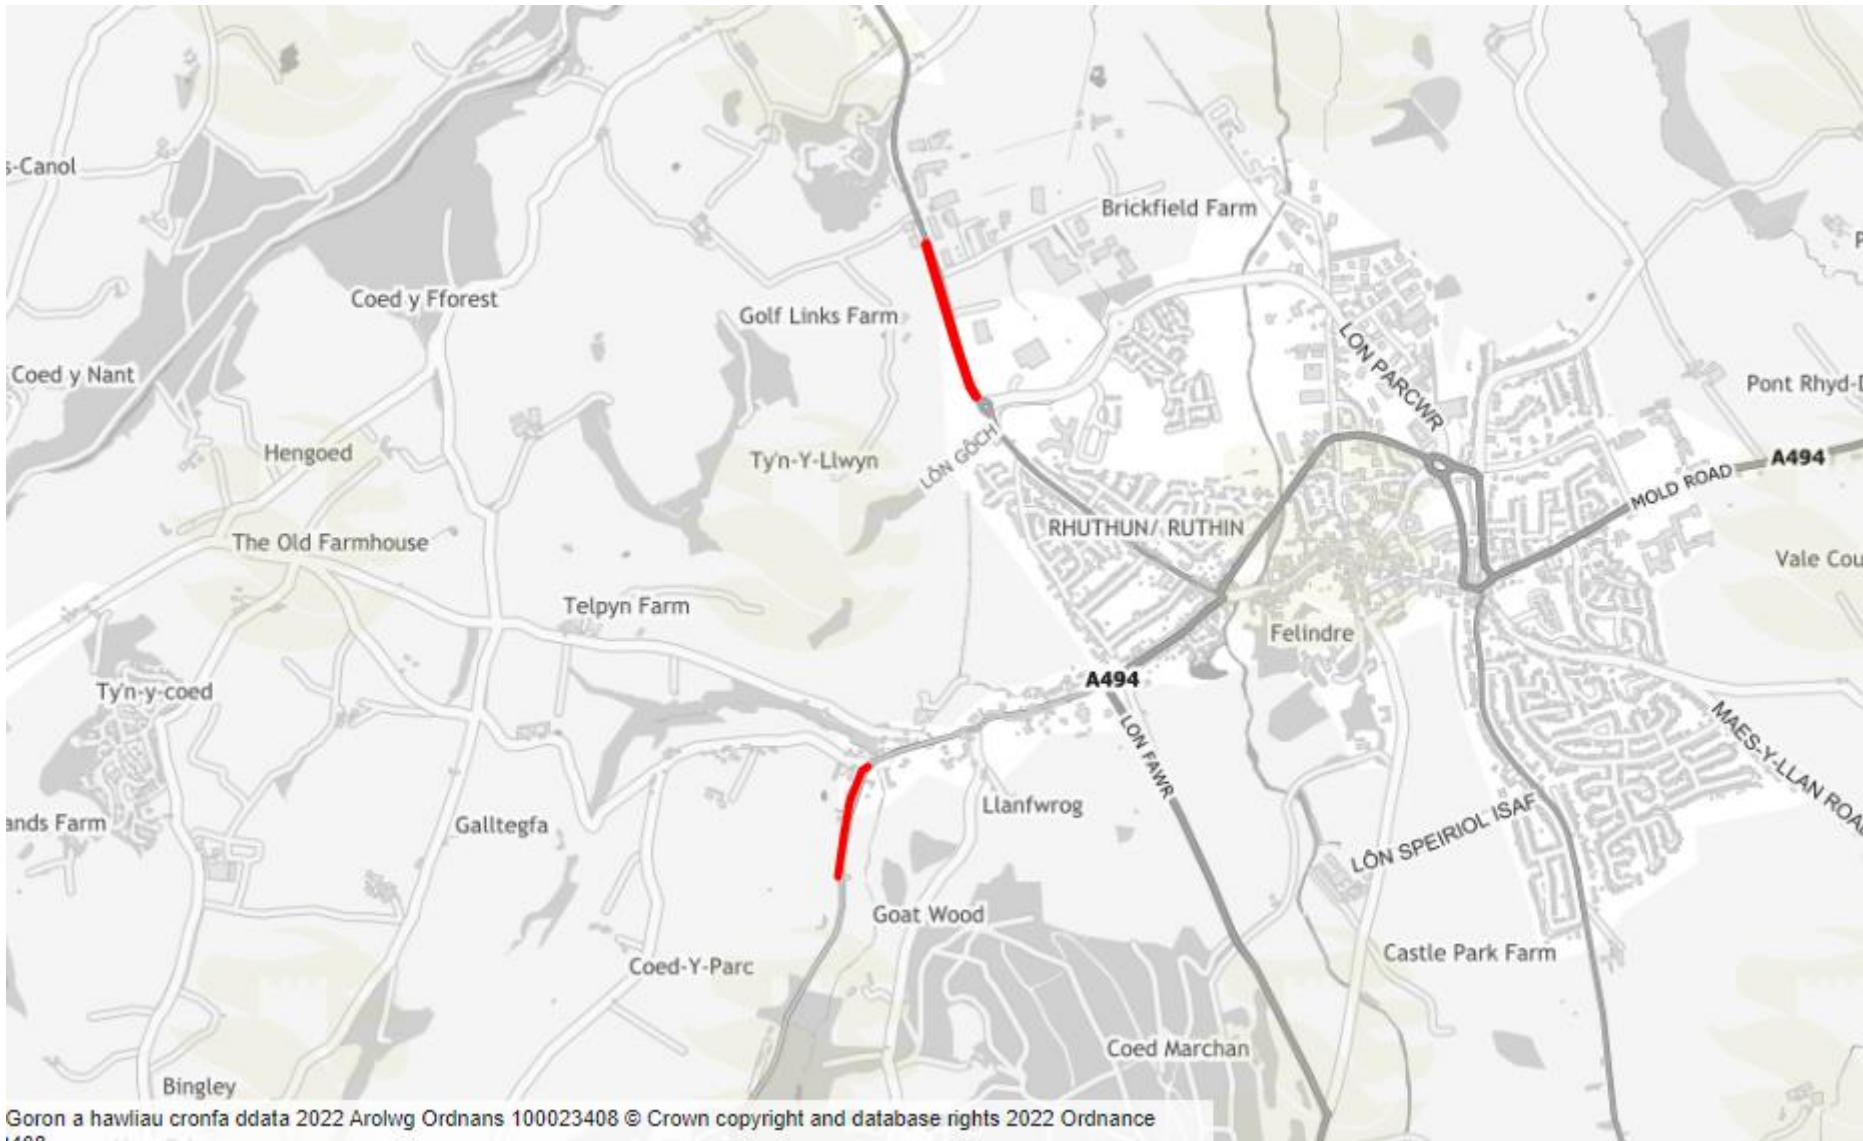 s-Canol
Brickfield Farm
Coed y Fforest
Golf Links Farm
LON PARCWR
Coed y Nant
Pont Rhyd-
Hengoed
Ty'n-Y-Llwyn
LÔN GÔCH
A494
MOLD ROAD
RHUTHUN/ RUTHIN
The Old Farmhouse
Vale Cou
Telpyn Farm
Felindre
A494
Ty'n-y-coed
LON FAWR
MAES-Y-LLAN ROAD
Llanfwrog
ands Farm
Galltegfa
LÔN SPEIRIOL ISAF
Goat Wood
Castle Park Farm
Coed-Y-Parc
Coed Marchan
Bingley
Goron a hawliau cronfa ddata 2022 Arolwg Ordnans 100023408 © Crown copyright and database rights 2022 Ordnance